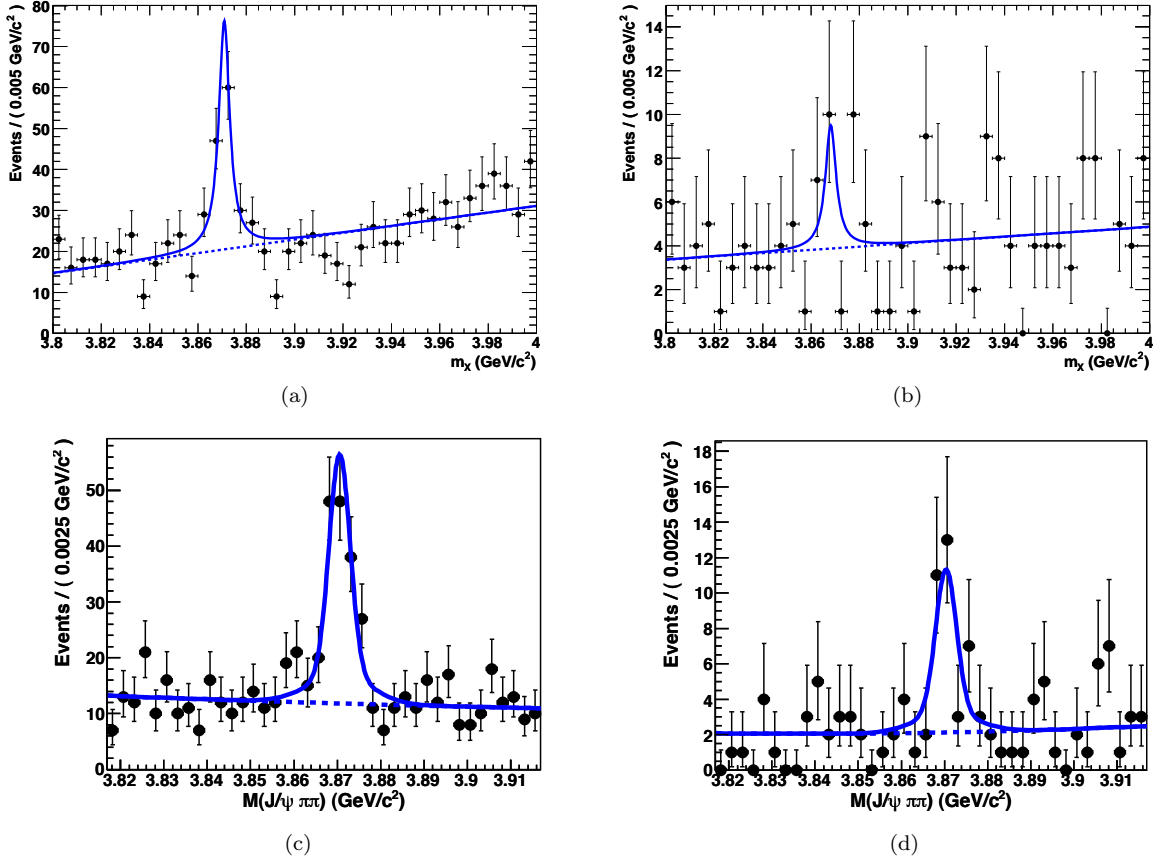 Events / ( 0.005 GeV/c² )
80
70
60
50
40
30
20
10
0
3.8 3.82 3.84 3.86 3.88 3.9 3.92 3.94 3.96 3.98 4
m_X (GeV/c²)
(a)
Events / ( 0.005 GeV/c² )
14
12
10
8
6
4
2
0
3.8 3.82 3.84 3.86 3.88 3.9 3.92 3.94 3.96 3.98 4
m_X (GeV/c²)
(b)
Events / ( 0.0025 GeV/c² )
50
40
30
20
10
0
3.82 3.83 3.84 3.85 3.86 3.87 3.88 3.89 3.9 3.91
M(J/ψ ππ) (GeV/c²)
(c)
Events / ( 0.0025 GeV/c² )
18
16
14
12
10
8
6
4
2
0
3.82 3.83 3.84 3.85 3.86 3.87 3.88 3.89 3.9 3.91
M(J/ψ ππ) (GeV/c²)
(d)